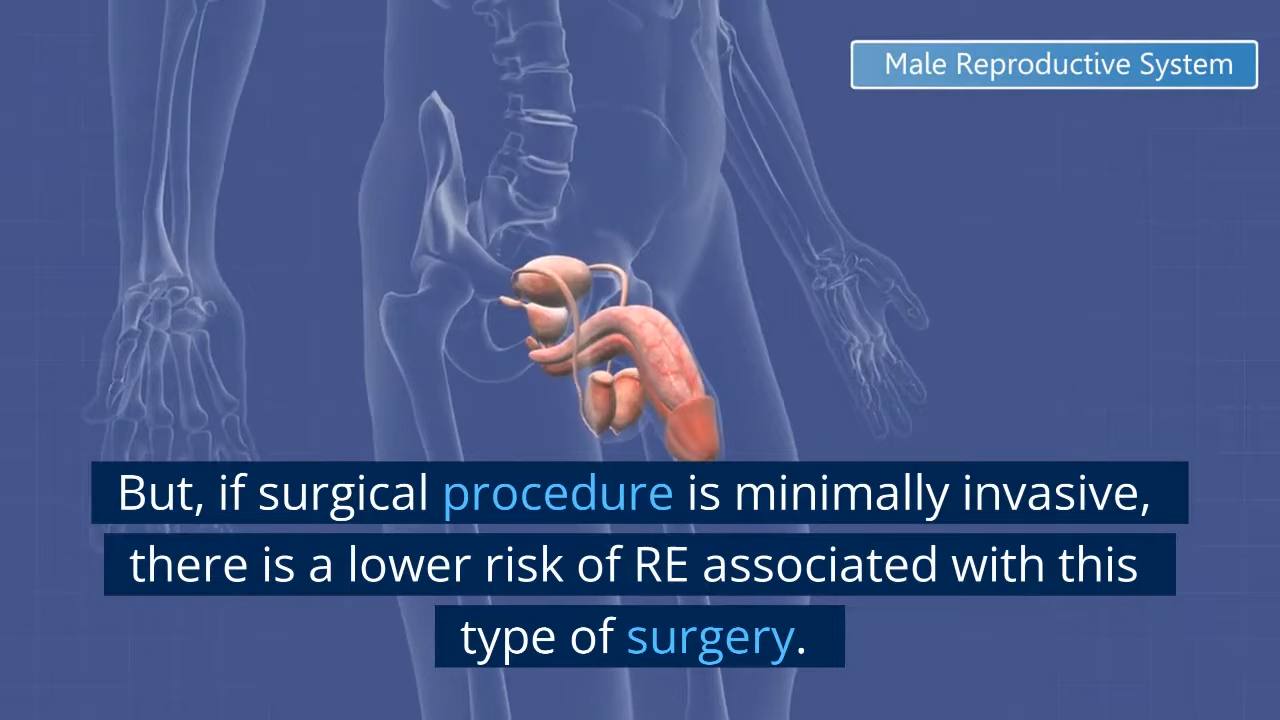 Male Reproductive System
But, if surgical procedure is minimally invasive,
there is a lower risk of RE associated with this
type of surgery.